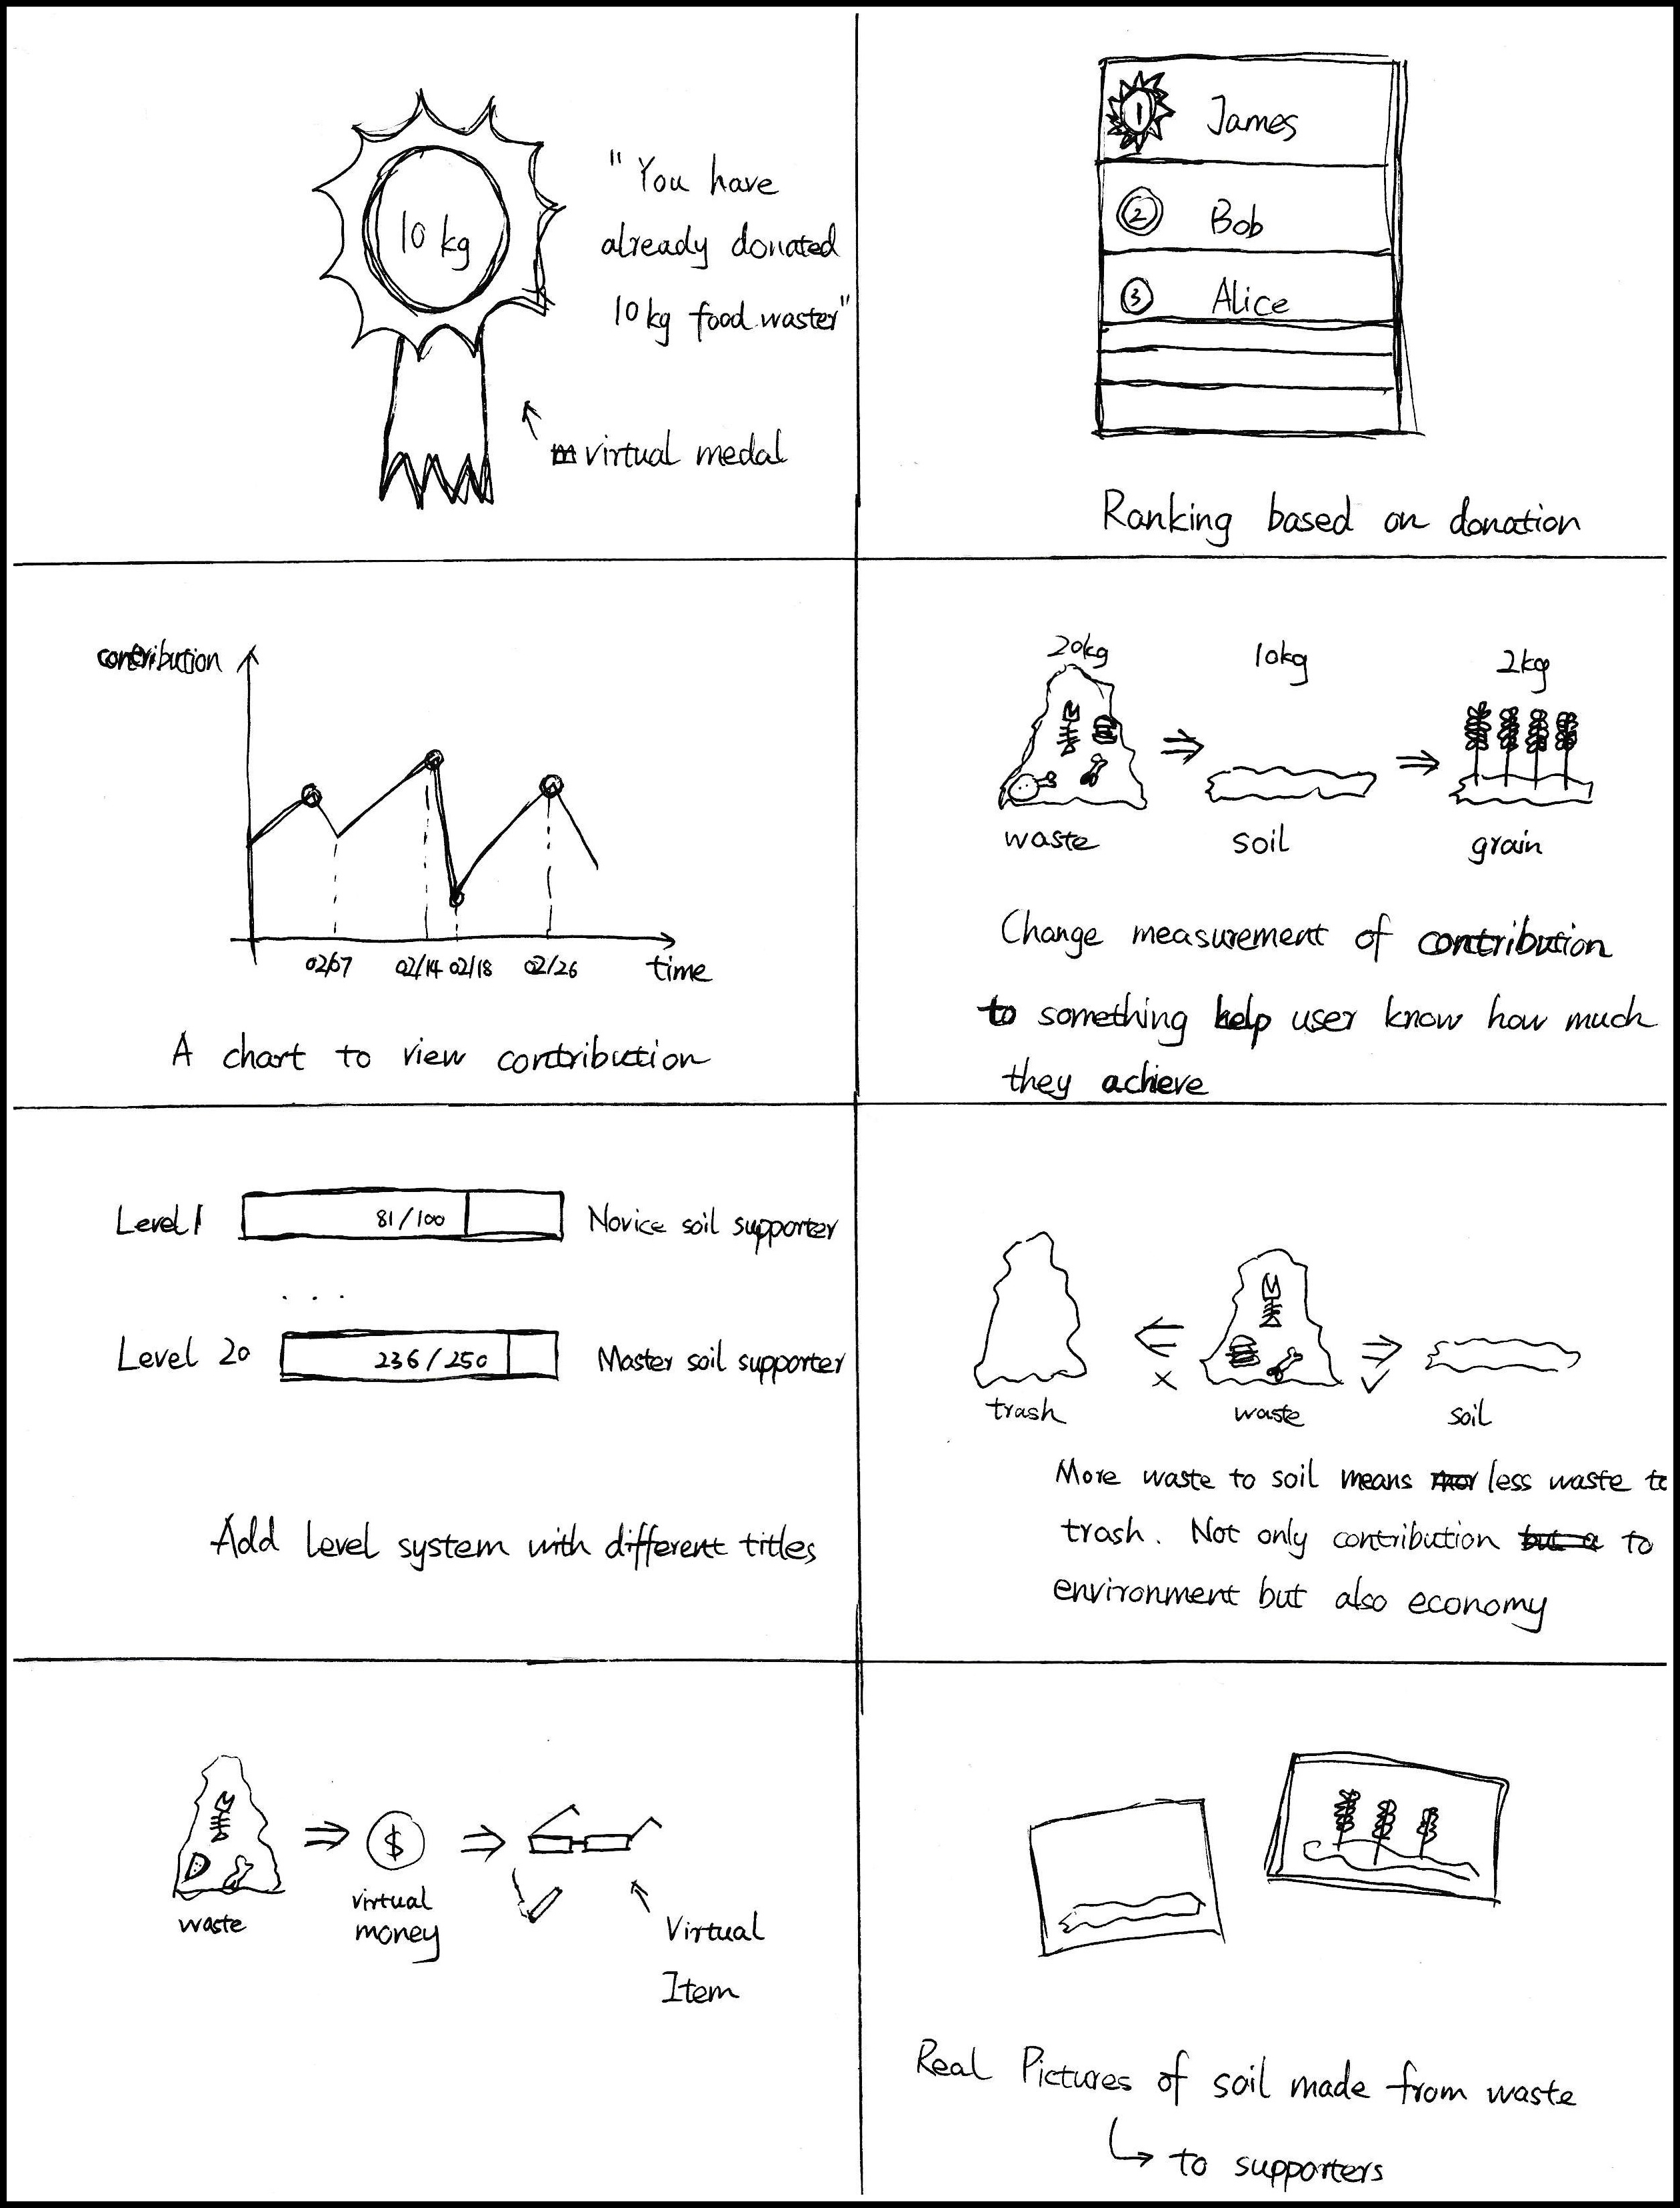 10 kg
"You have
already donated
10kg food waster"
virtual medal
1 James
2 Bob
3 Alice
Ranking based on donation
contribution
02/07 02/14 02/18 02/26 time
A chart to view contribution
20kg 10kg 2kg
waste soil grain
Change measurement of contribution
to something help user know how much
they achieve
Level 1 81/100 Novice soil supporter
...
Level 20 236/250 Master soil supporter
Add Level system with different titles
trash waste soil
More waste to soil means less waste to
trash. Not only contribution to
environment but also economy
$
waste
virtual
money
Virtual
Item
Real Pictures of soil made from waste
to supporters